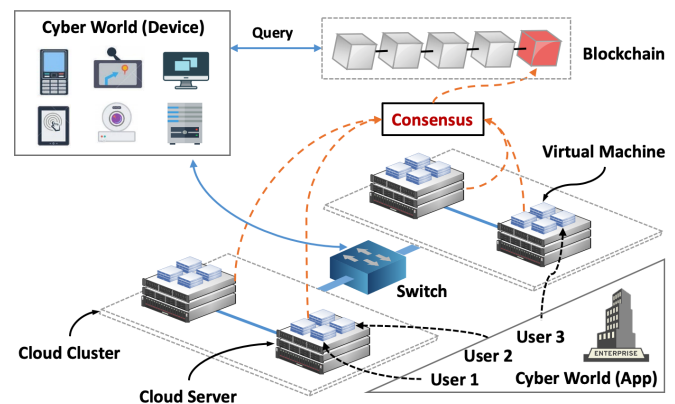 Cyber World (Device)
Query
Blockchain
Consensus
Virtual Machine
Switch
Cloud Cluster
Cloud Server
User 1
User 2
User 3
ENTERPRISE
Cyber World (App)